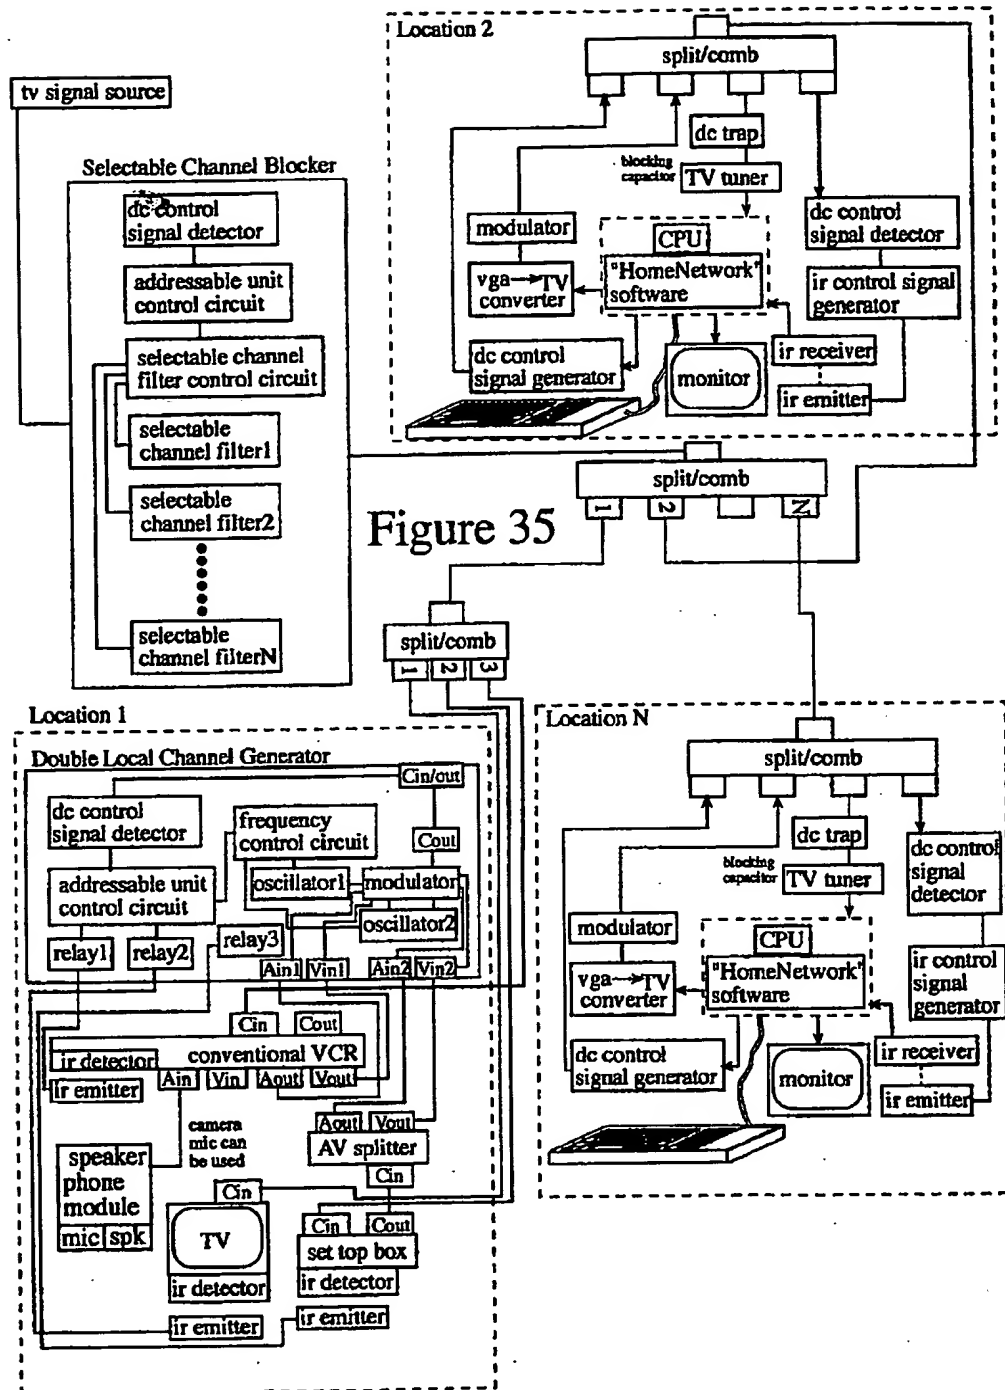 Location 2
split/comb
tv signal source
dc trap
blocking
capacitor
TV tuner
Selectable Channel Blocker
dc control
signal detector
addressable unit
control circuit
selectable channel
filter control circuit
selectable
channel filter1
selectable
channel filter2
selectable
channel filterN
modulator
CPU
vga→TV
converter
"HomeNetwork"
software
dc control
signal detector
ir control signal
generator
dc control
signal generator
monitor
ir receiver
ir emitter
split/comb
1
2
N
Figure 35
split/comb
1
2
3
Location 1
Double Local Channel Generator
Cin/out
dc control
signal detector
frequency
control circuit
Cout
addressable unit
control circuit
oscillator1
modulator
oscillator2
relay1
relay2
relay3
Ain1
Vin1
Ain2
Vin2
Cin
Cout
ir detector
conventional VCR
ir emitter
Ain
Vin
Aout
Vout
camera
mic can
be used
Aout
Vout
AV splitter
Cin
speaker
phone
module
mic
spk
Cin
TV
ir detector
Cin
Cout
set top box
ir detector
ir emitter
ir emitter
Location N
split/comb
dc trap
blocking
capacitor
TV tuner
dc control
signal
detector
modulator
CPU
vga→TV
converter
"HomeNetwork"
software
ir control
signal
generator
dc control
signal generator
monitor
ir receiver
ir emitter